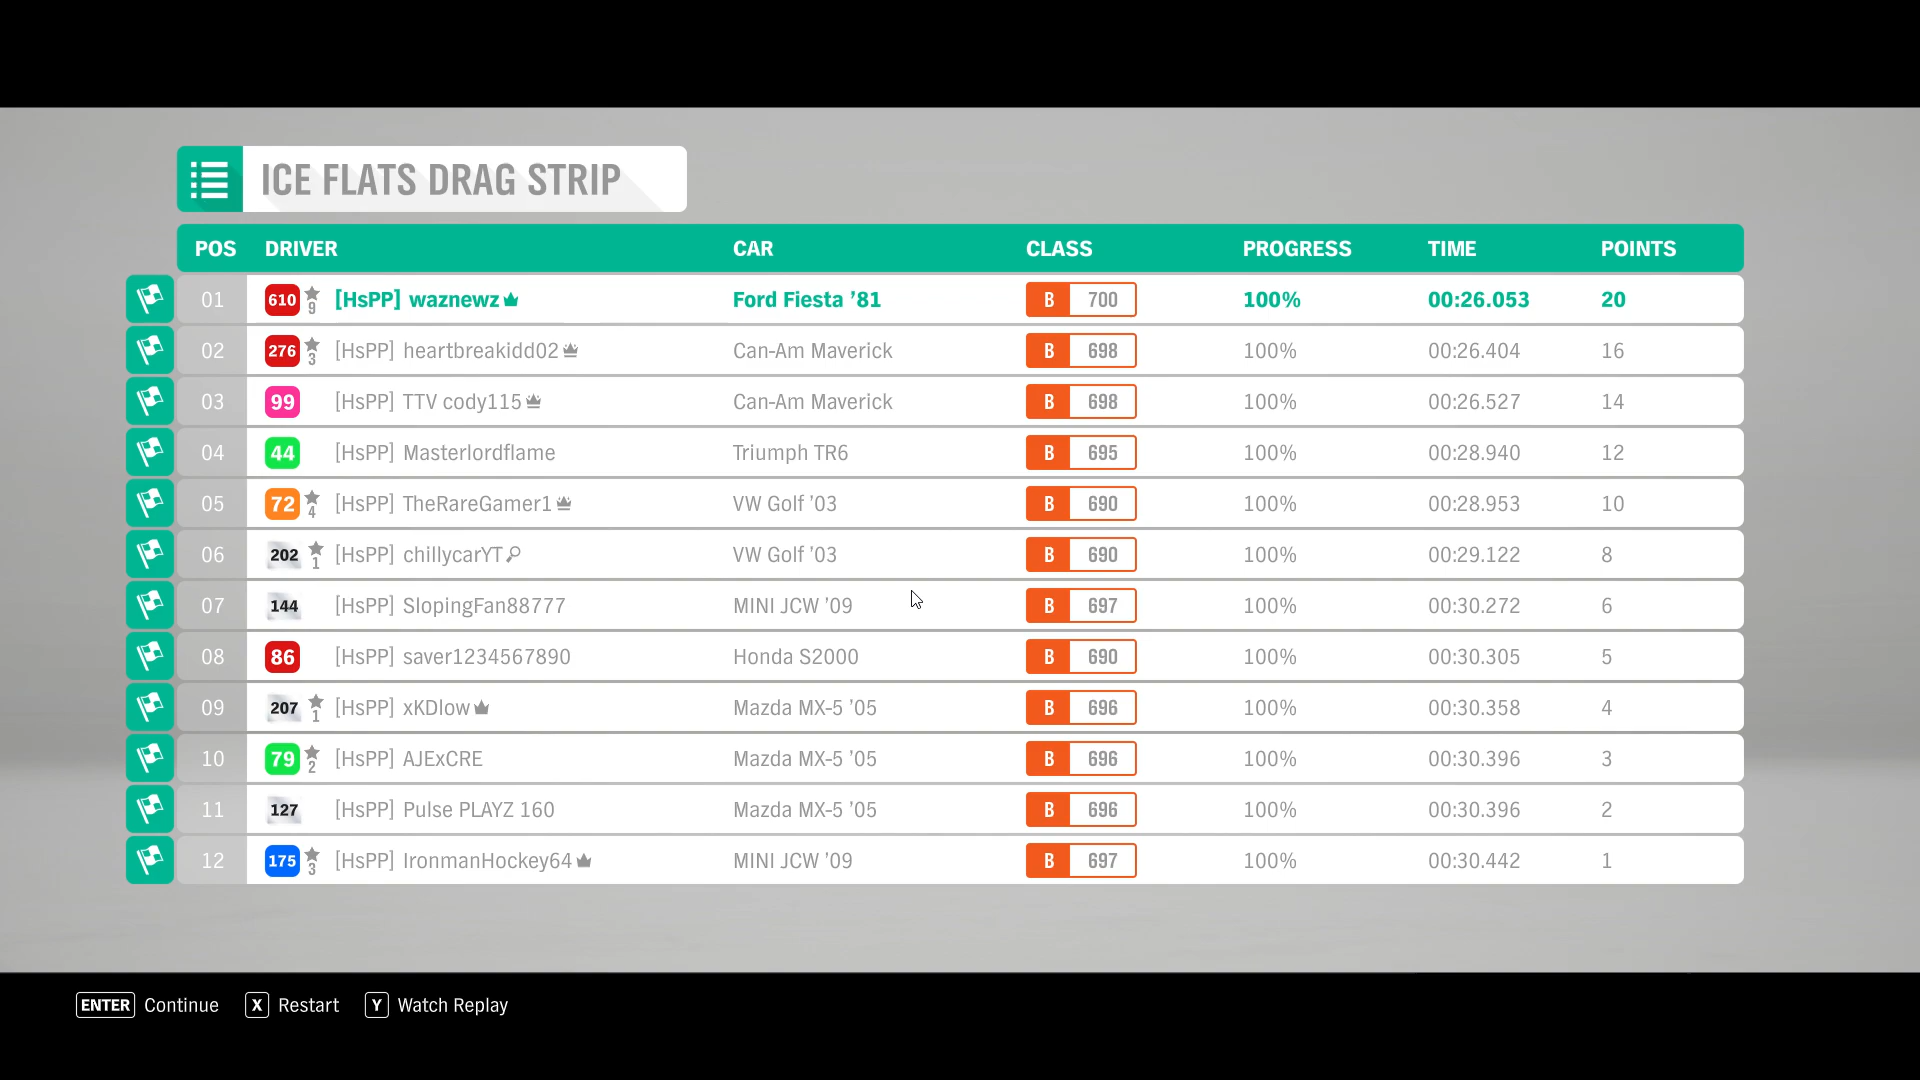 ICE FLATS DRAG STRIP
POS DRIVER CAR CLASS PROGRESS TIME POINTS
01 610 9 [HsPP] waznewz Ford Fiesta ’81 B 700 100% 00:26.053 20
02 276 3 [HsPP] heartbreakidd02 Can-Am Maverick B 698 100% 00:26.404 16
03 99 [HsPP] TTV cody115 Can-Am Maverick B 698 100% 00:26.527 14
04 44 [HsPP] Masterlordflame Triumph TR6 B 695 100% 00:28.940 12
05 72 4 [HsPP] TheRareGamer1 VW Golf ’03 B 690 100% 00:28.953 10
06 202 1 [HsPP] chillycarYT VW Golf ’03 B 690 100% 00:29.122 8
07 144 [HsPP] SlopingFan88777 MINI JCW ’09 B 697 100% 00:30.272 6
08 86 [HsPP] saver1234567890 Honda S2000 B 690 100% 00:30.305 5
09 207 1 [HsPP] xKDlow Mazda MX-5 ’05 B 696 100% 00:30.358 4
10 79 2 [HsPP] AJExCRE Mazda MX-5 ’05 B 696 100% 00:30.396 3
11 127 [HsPP] Pulse PLAYZ 160 Mazda MX-5 ’05 B 696 100% 00:30.396 2
12 175 3 [HsPP] IronmanHockey64 MINI JCW ’09 B 697 100% 00:30.442 1
ENTER Continue X Restart Y Watch Replay